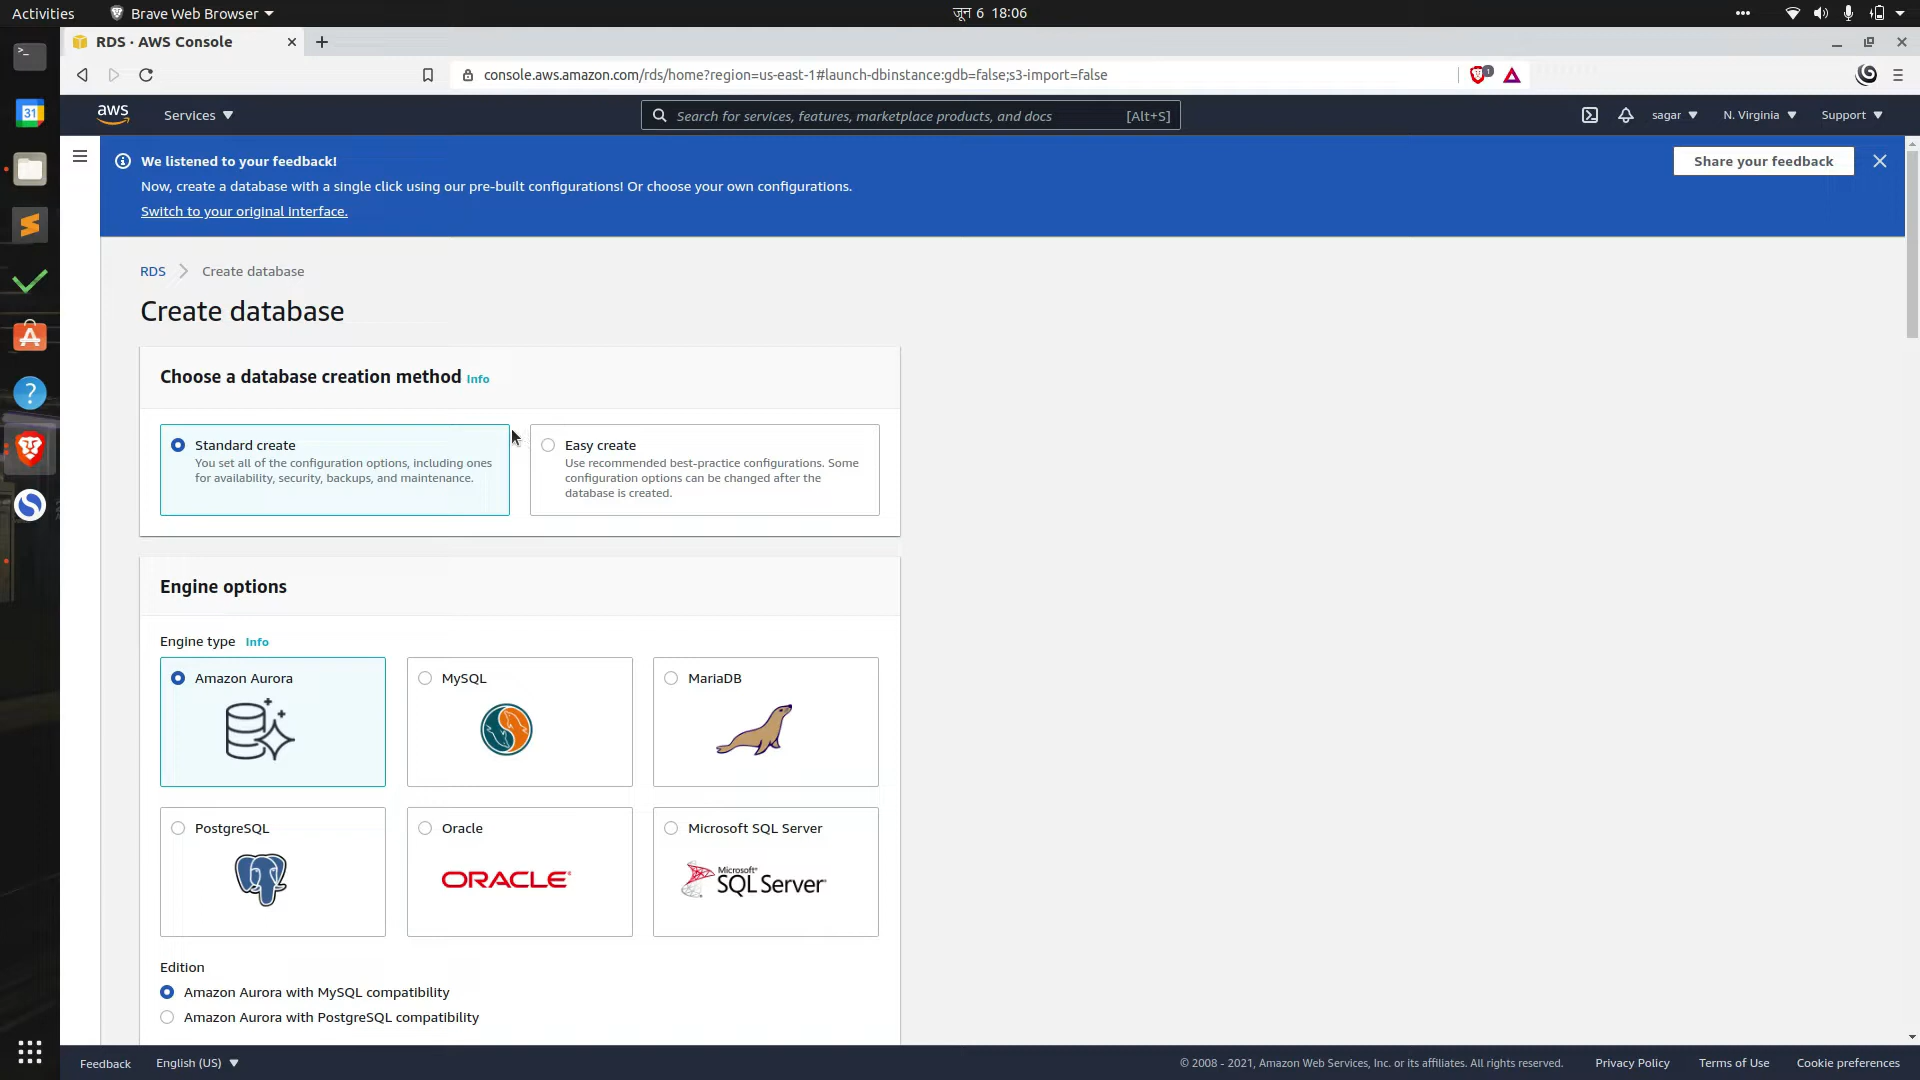 Activities
Brave Web Browser
जून 6 18:06
RDS · AWS Console
console.aws.amazon.com/rds/home?region=us-east-1#launch-dbinstance:gdb=false;s3-import=false
1
31
aws
Services
Search for services, features, marketplace products, and docs
[Alt+S]
sagar
N. Virginia
Support
We listened to your feedback!
Now, create a database with a single click using our pre-built configurations! Or choose your own configurations.
Switch to your original interface.
Share your feedback
RDS
Create database
Create database
Choose a database creation method Info
Standard create
You set all of the configuration options, including ones
for availability, security, backups, and maintenance.
Easy create
Use recommended best-practice configurations. Some
configuration options can be changed after the
database is created.
Engine options
Engine type Info
Amazon Aurora
MySQL
MariaDB
PostgreSQL
Oracle
ORACLE
Microsoft SQL Server
Microsoft
SQL Server
Edition
Amazon Aurora with MySQL compatibility
Amazon Aurora with PostgreSQL compatibility
Feedback
English (US)
© 2008 - 2021, Amazon Web Services, Inc. or its affiliates. All rights reserved.
Privacy Policy
Terms of Use
Cookie preferences